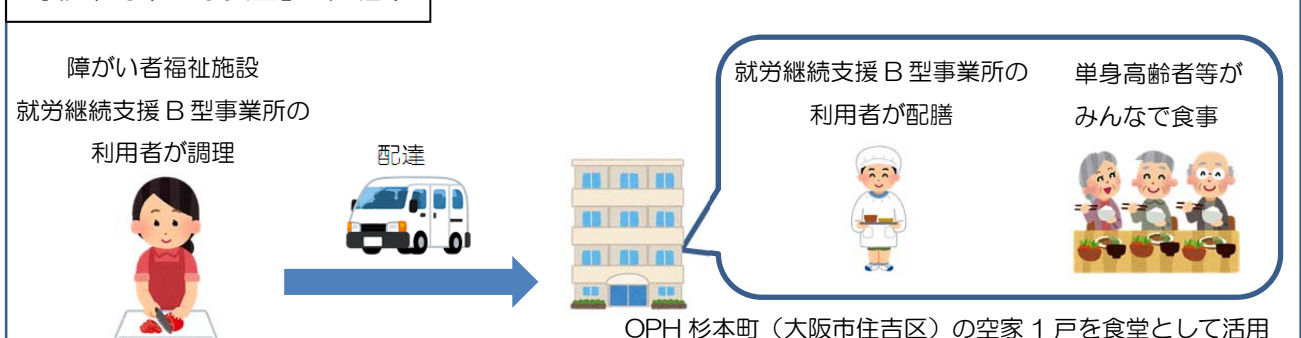 障がい者福祉施設
就労継続支援 B 型事業所の
利用者が調理
配達
就労継続支援 B 型事業所の
利用者が配膳
単身高齢者等が
みんなで食事
OPH 杉本町（大阪市住吉区）の空家 1 戸を食堂として活用